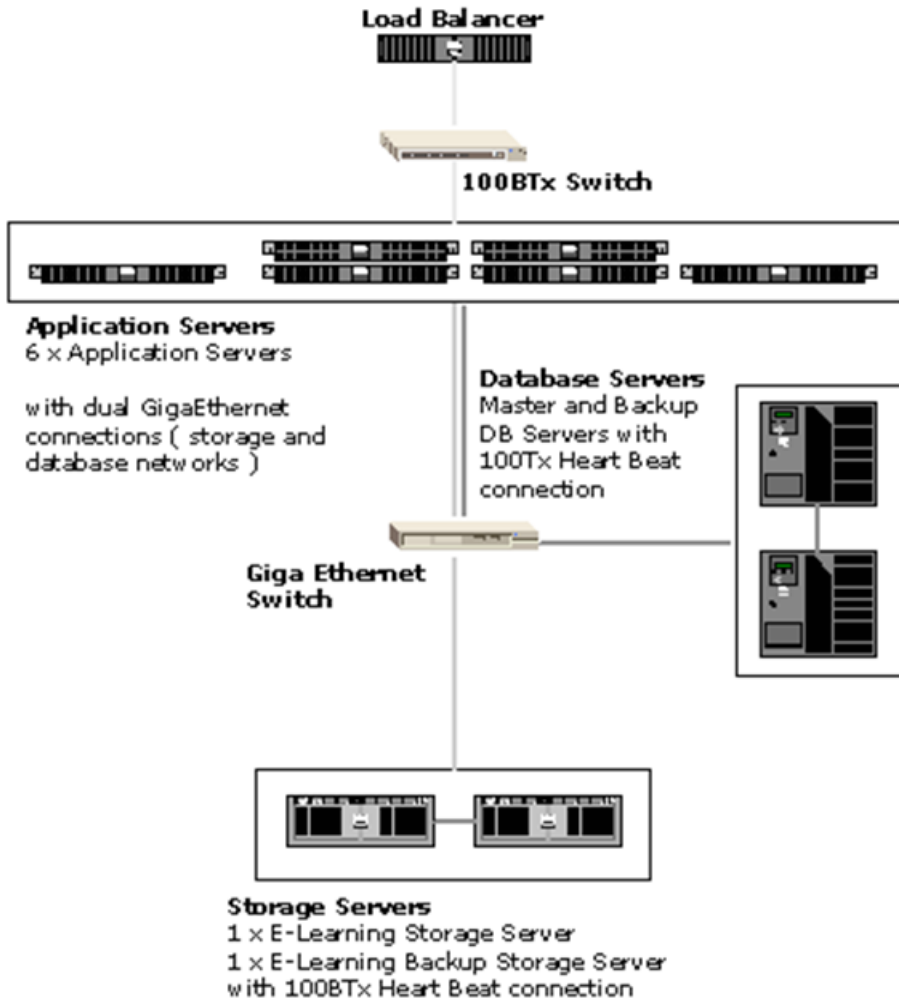 Load Balancer
100BTx Switch
Application Servers
6 x Application Servers
with dual GigaEthernet
connections ( storage and
database networks )
Database Servers
Master and Backup
DB Servers with
100Tx Heart Beat
connection
Giga Ethernet
Switch
Storage Servers
1 x E-Learning Storage Server
1 x E-Learning Backup Storage Server
with 100BTx Heart Beat connection